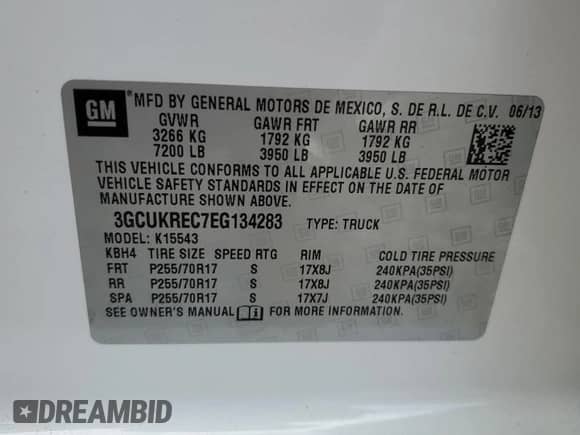 GM ® MFD BY GENERAL MOTORS DE MEXICO, S. DE R.L. DE C.V. 06/13
GVWR GAWR FRT GAWR RR
3266 KG 1792 KG 1792 KG
7200 LB 3950 LB 3950 LB
THIS VEHICLE CONFORMS TO ALL APPLICABLE U.S. FEDERAL MOTOR
VEHICLE SAFETY STANDARDS IN EFFECT ON THE DATE OF
MANUFACTURE SHOWN ABOVE.
3GCUKREC7EG134283 TYPE: TRUCK
MODEL: K15543
KBH4 TIRE SIZE SPEED RTG RIM COLD TIRE PRESSURE
FRT P255/70R17 S 17X8J 240KPA(35PSI)
RR P255/70R17 S 17X8J 240KPA(35PSI)
SPA P255/70R17 S 17X7J 240KPA(35PSI)
SEE OWNER'S MANUAL FOR MORE INFORMATION
DREAMBID